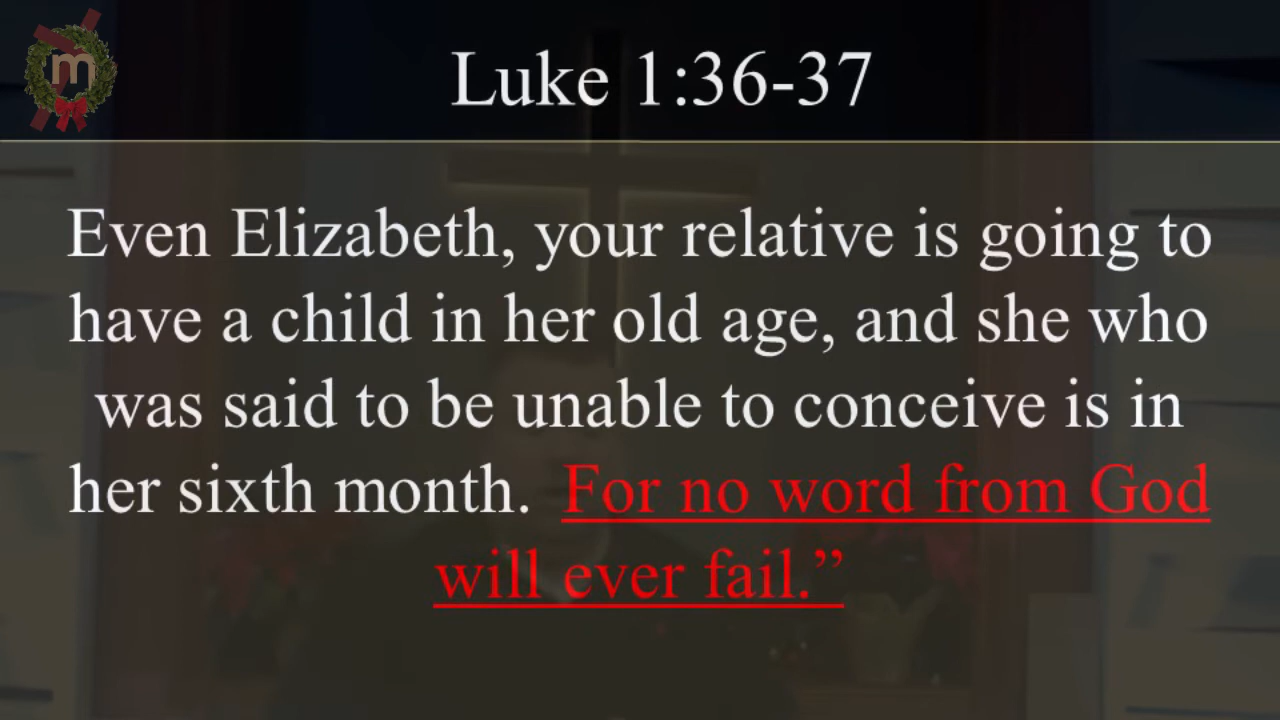 m
Luke 1:36-37
Even Elizabeth, your relative is going to
have a child in her old age, and she who
was said to be unable to conceive is in
her sixth month.  For no word from God
will ever fail.”